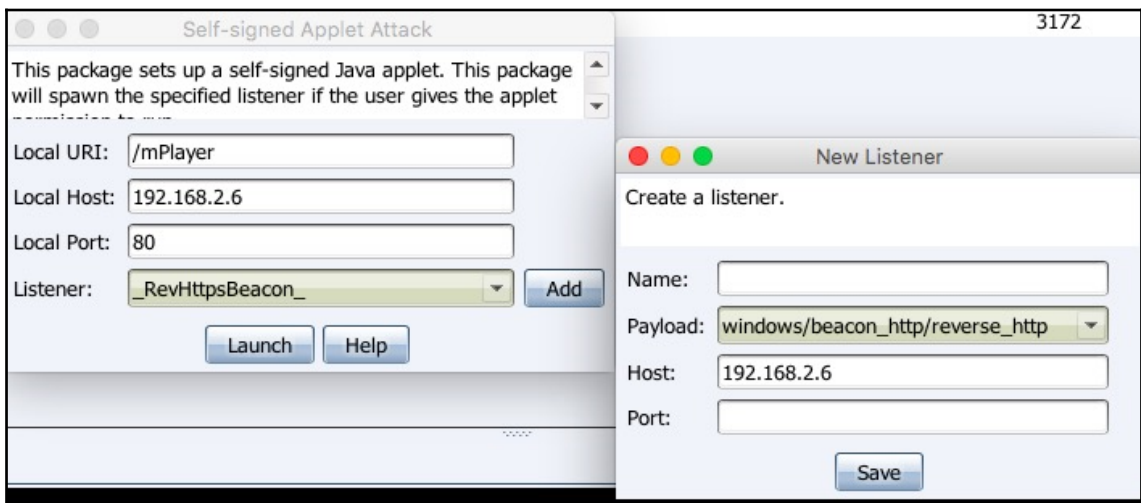 Self-signed Applet Attack
3172
This package sets up a self-signed Java applet. This package
will spawn the specified listener if the user gives the applet
Local URI: /mPlayer
Local Host: 192.168.2.6
Local Port: 80
Listener: _RevHttpsBeacon_ Add
Launch Help
New Listener
Create a listener.
Name:
Payload: windows/beacon_http/reverse_http
Host: 192.168.2.6
Port:
Save